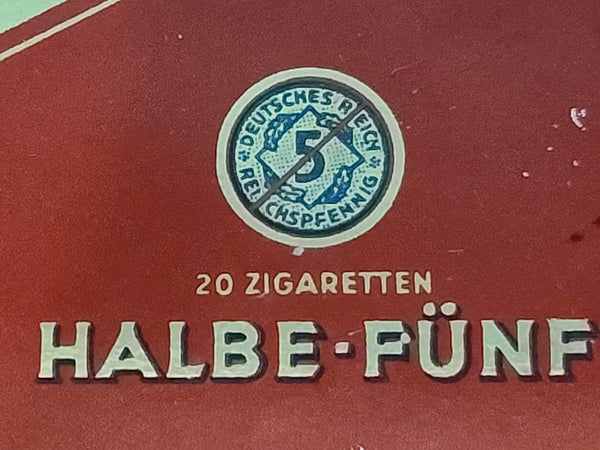 DEUTSCHES REICH
5
REICHSPFENNIG
20 ZIGARETTEN
HALBE-FÜNF